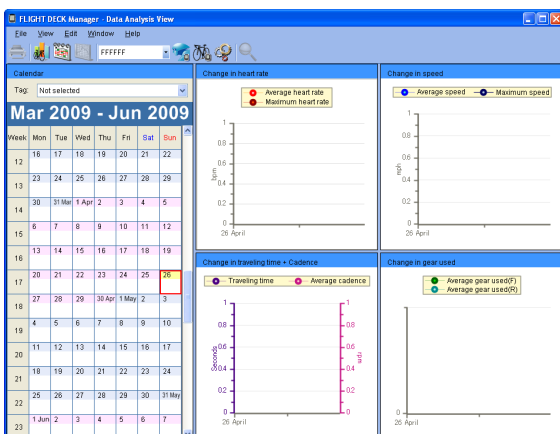 FLIGHT DECK Manager - Data Analysis View
File View Edit Window Help
FFFFFF
Calendar
Tag: Not selected
Mar 2009 - Jun 2009
Week Mon Tue Wed Thu Fri Sat Sun
12 16 17 18 19 20 21 22
13 23 24 25 26 27 28 29
14 30 31 Mar 1 Apr 2 3 4 5
15 6 7 8 9 10 11 12
16 13 14 15 16 17 18 19
17 20 21 22 23 24 25 26
18 27 28 29 30 Apr 1 May 2 3
19 4 5 6 7 8 9 10
20 11 12 13 14 15 16 17
21 18 19 20 21 22 23 24
22 25 26 27 28 29 30 31 May
23 1 Jun 2 3 4 5 6 7
Change in heart rate
Average heart rate
Maximum heart rate
1
0.8
0.6
bpm
0.4
0.2
0
26 April
Change in speed
Average speed Maximum speed
1
0.8
0.6
mph
0.4
0.2
0
26 April
Change in traveling time + Cadence
Traveling time Average cadence
1 1
0.8 0.8
0.6 0.6
Seconds rpm
0.4 0.4
0.2 0.2
0 0
26 April
Change in gear used
Average gear used(F)
Average gear used(R)
0
26 April